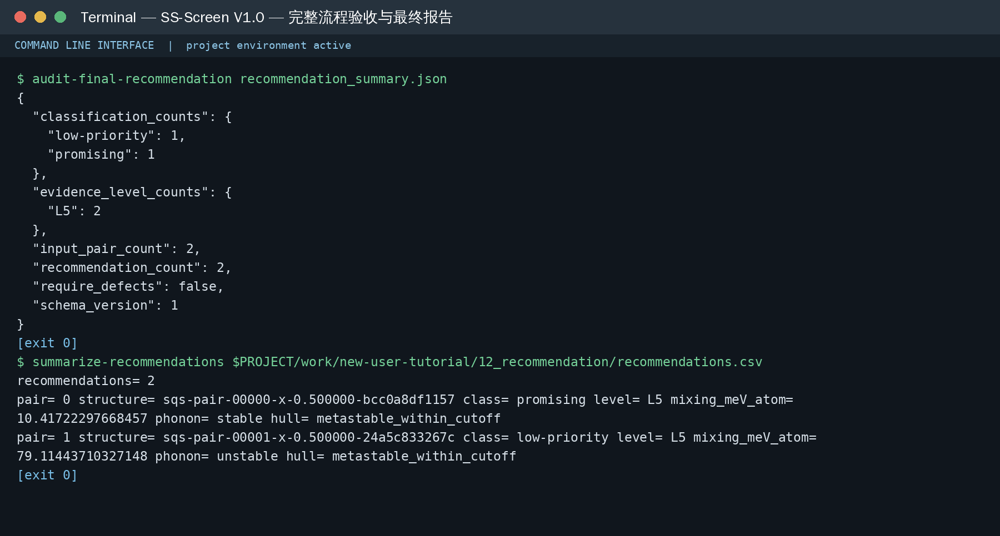 Terminal — SS-Screen V1.0 — 完整流程验收与最终报告
COMMAND LINE INTERFACE | project environment active
$ audit-final-recommendation recommendation_summary.json
{
  "classification_counts": {
    "low-priority": 1,
    "promising": 1
  },
  "evidence_level_counts": {
    "L5": 2
  },
  "input_pair_count": 2,
  "recommendation_count": 2,
  "require_defects": false,
  "schema_version": 1
}
[exit 0]
$ summarize-recommendations $PROJECT/work/new-user-tutorial/12_recommendation/recommendations.csv
recommendations= 2
pair= 0 structure= sqs-pair-00000-x-0.500000-bcc0a8df1157 class= promising level= L5 mixing_meV_atom=
10.41722297668457 phonon= stable hull= metastable_within_cutoff
pair= 1 structure= sqs-pair-00001-x-0.500000-24a5c833267c class= low-priority level= L5 mixing_meV_atom=
79.11443710327148 phonon= unstable hull= metastable_within_cutoff
[exit 0]